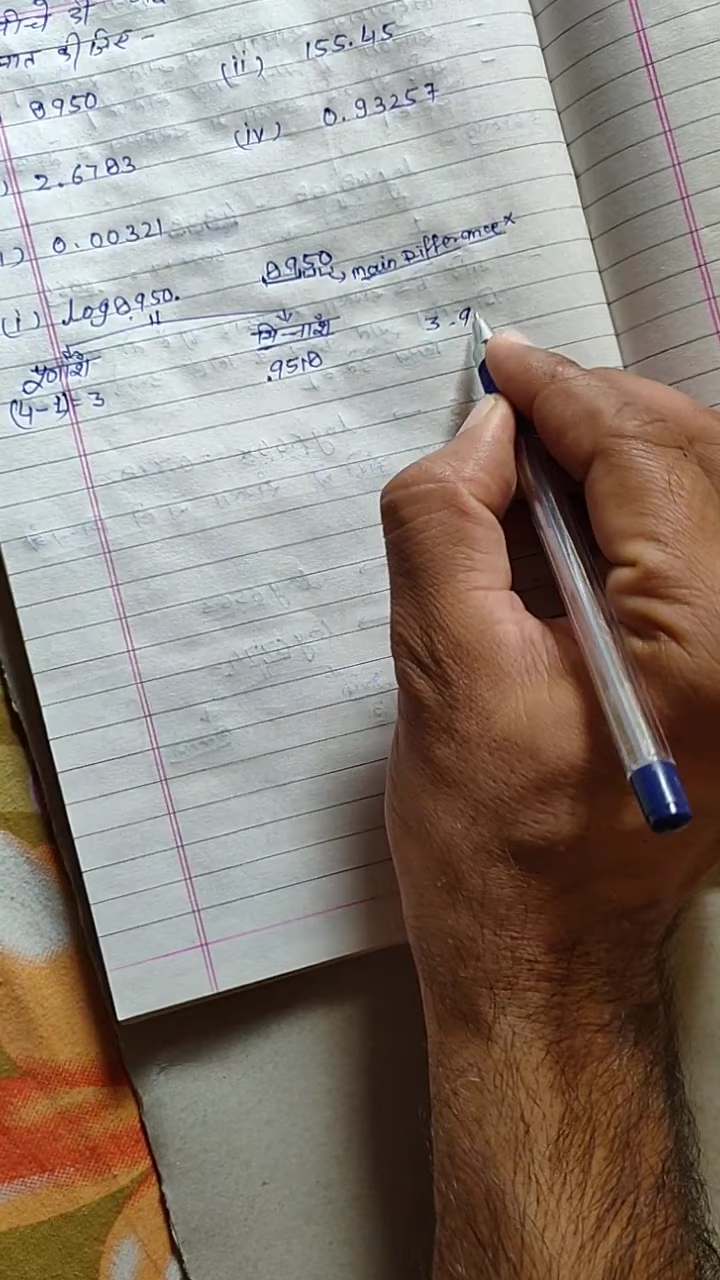 नीचे दी
ज्ञात कीजिए -
8950 (ii) 155.45
) 2.6783 (iv) 0.93257
) 0.00321
8950 , main Difference x
(i) log 8950.
पूर्णांश भिन्नांश 3.9
(4-1)=3 .9518